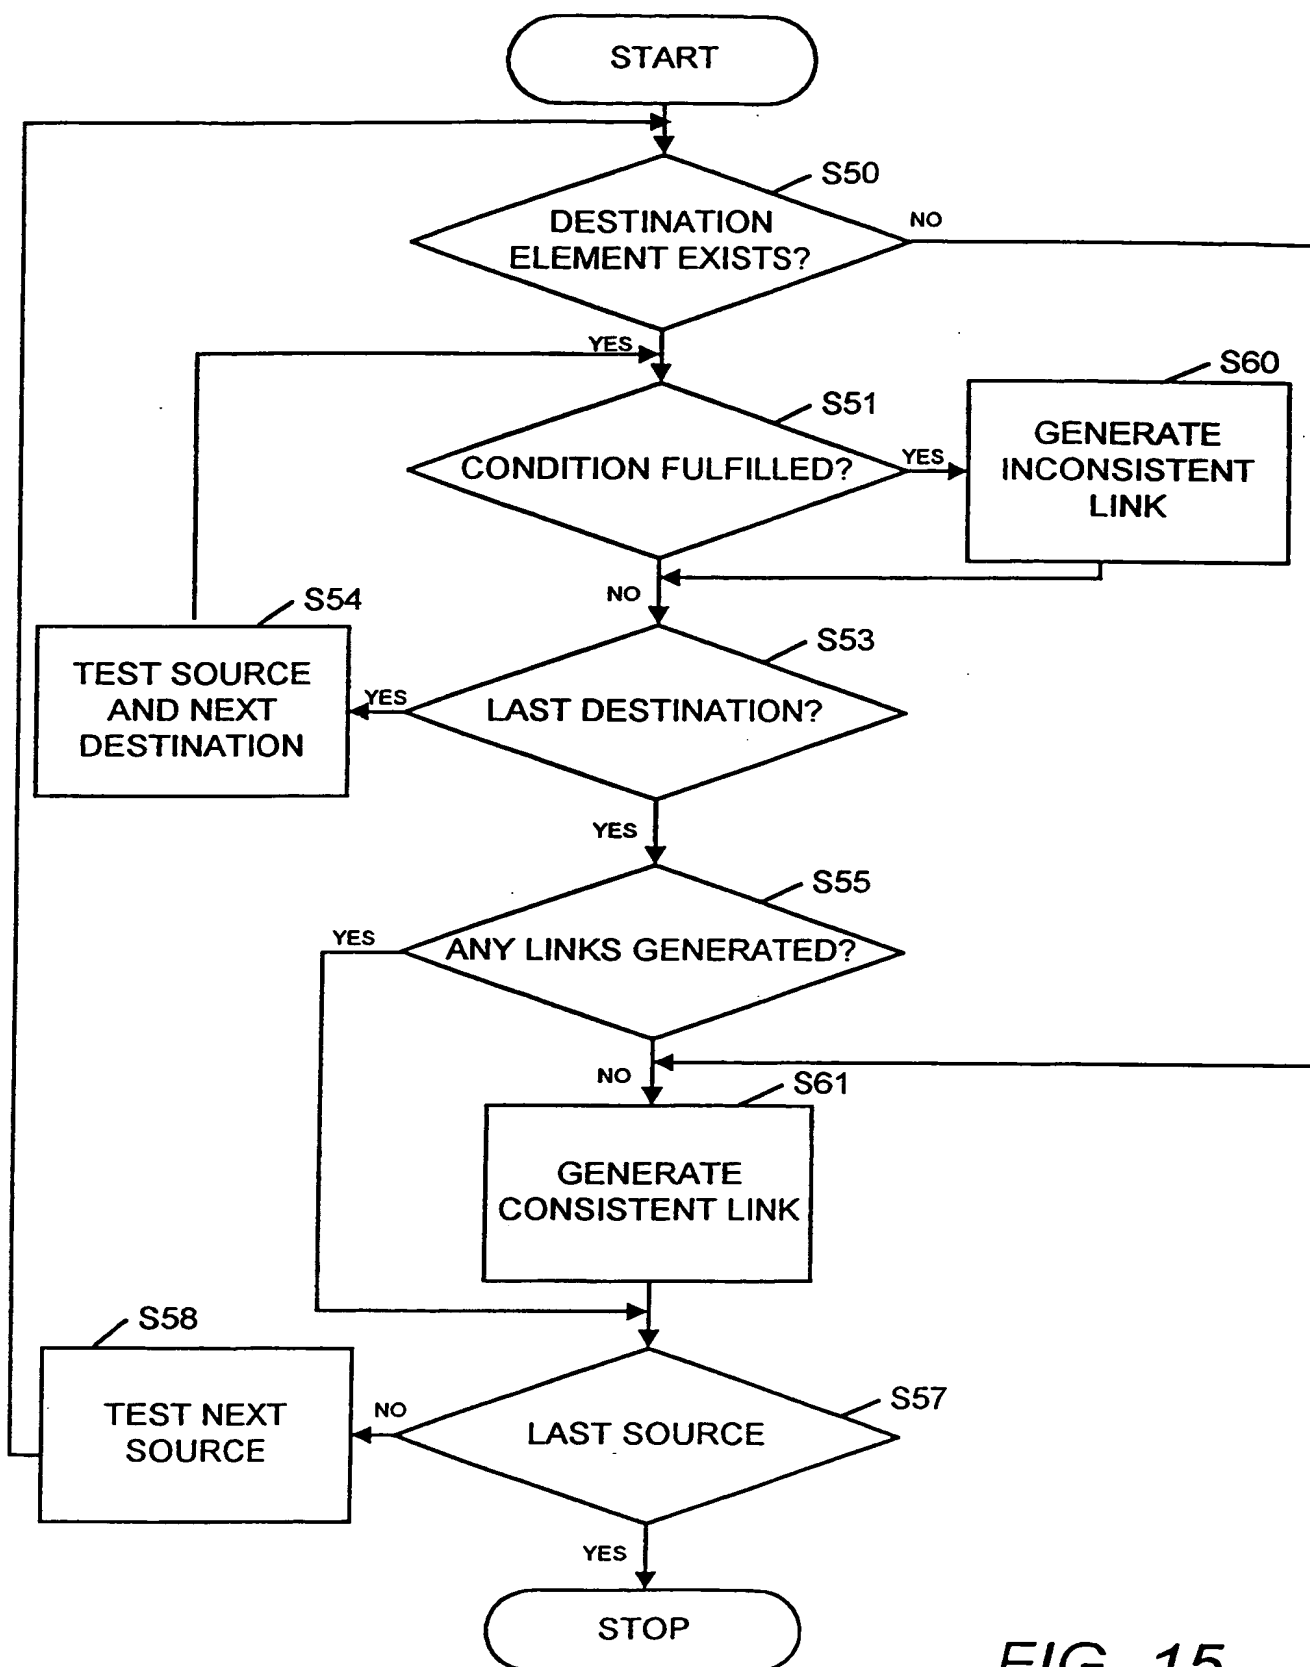 START
S50
DESTINATION
ELEMENT EXISTS?
NO
YES
S60
S51
GENERATE
INCONSISTENT
LINK
CONDITION FULFILLED?
YES
NO
S54
S53
TEST SOURCE
AND NEXT
DESTINATION
YES
LAST DESTINATION?
YES
S55
YES
ANY LINKS GENERATED?
NO
S61
GENERATE
CONSISTENT LINK
S58
S57
TEST NEXT
SOURCE
NO
LAST SOURCE
YES
STOP
FIG. 15